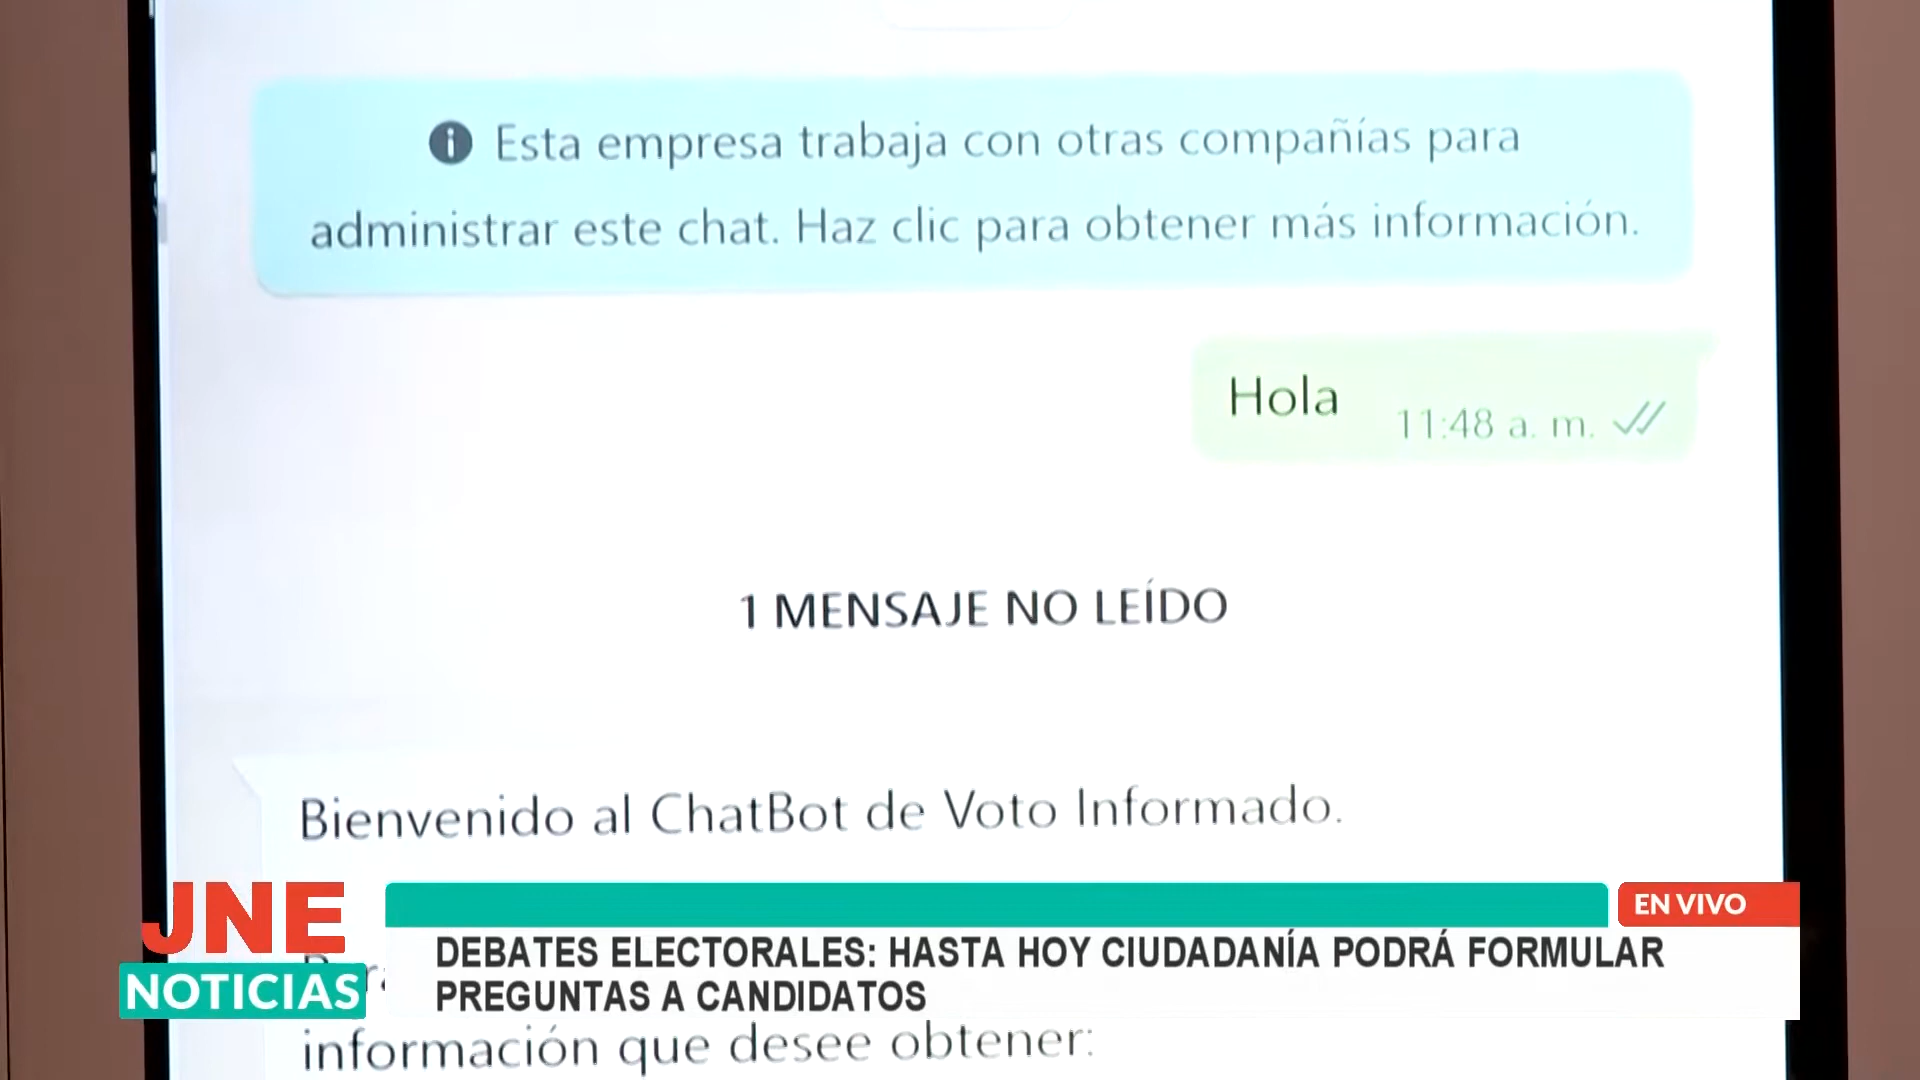 Esta empresa trabaja con otras compañías para
administrar este chat. Haz clic para obtener más información.
Hola
11:48 a. m.
1 MENSAJE NO LEÍDO
Bienvenido al ChatBot de Voto Informado.
JNE
NOTICIAS
EN VIVO
DEBATES ELECTORALES: HASTA HOY CIUDADANÍA PODRÁ FORMULAR
PREGUNTAS A CANDIDATOS
información que desee obtener: